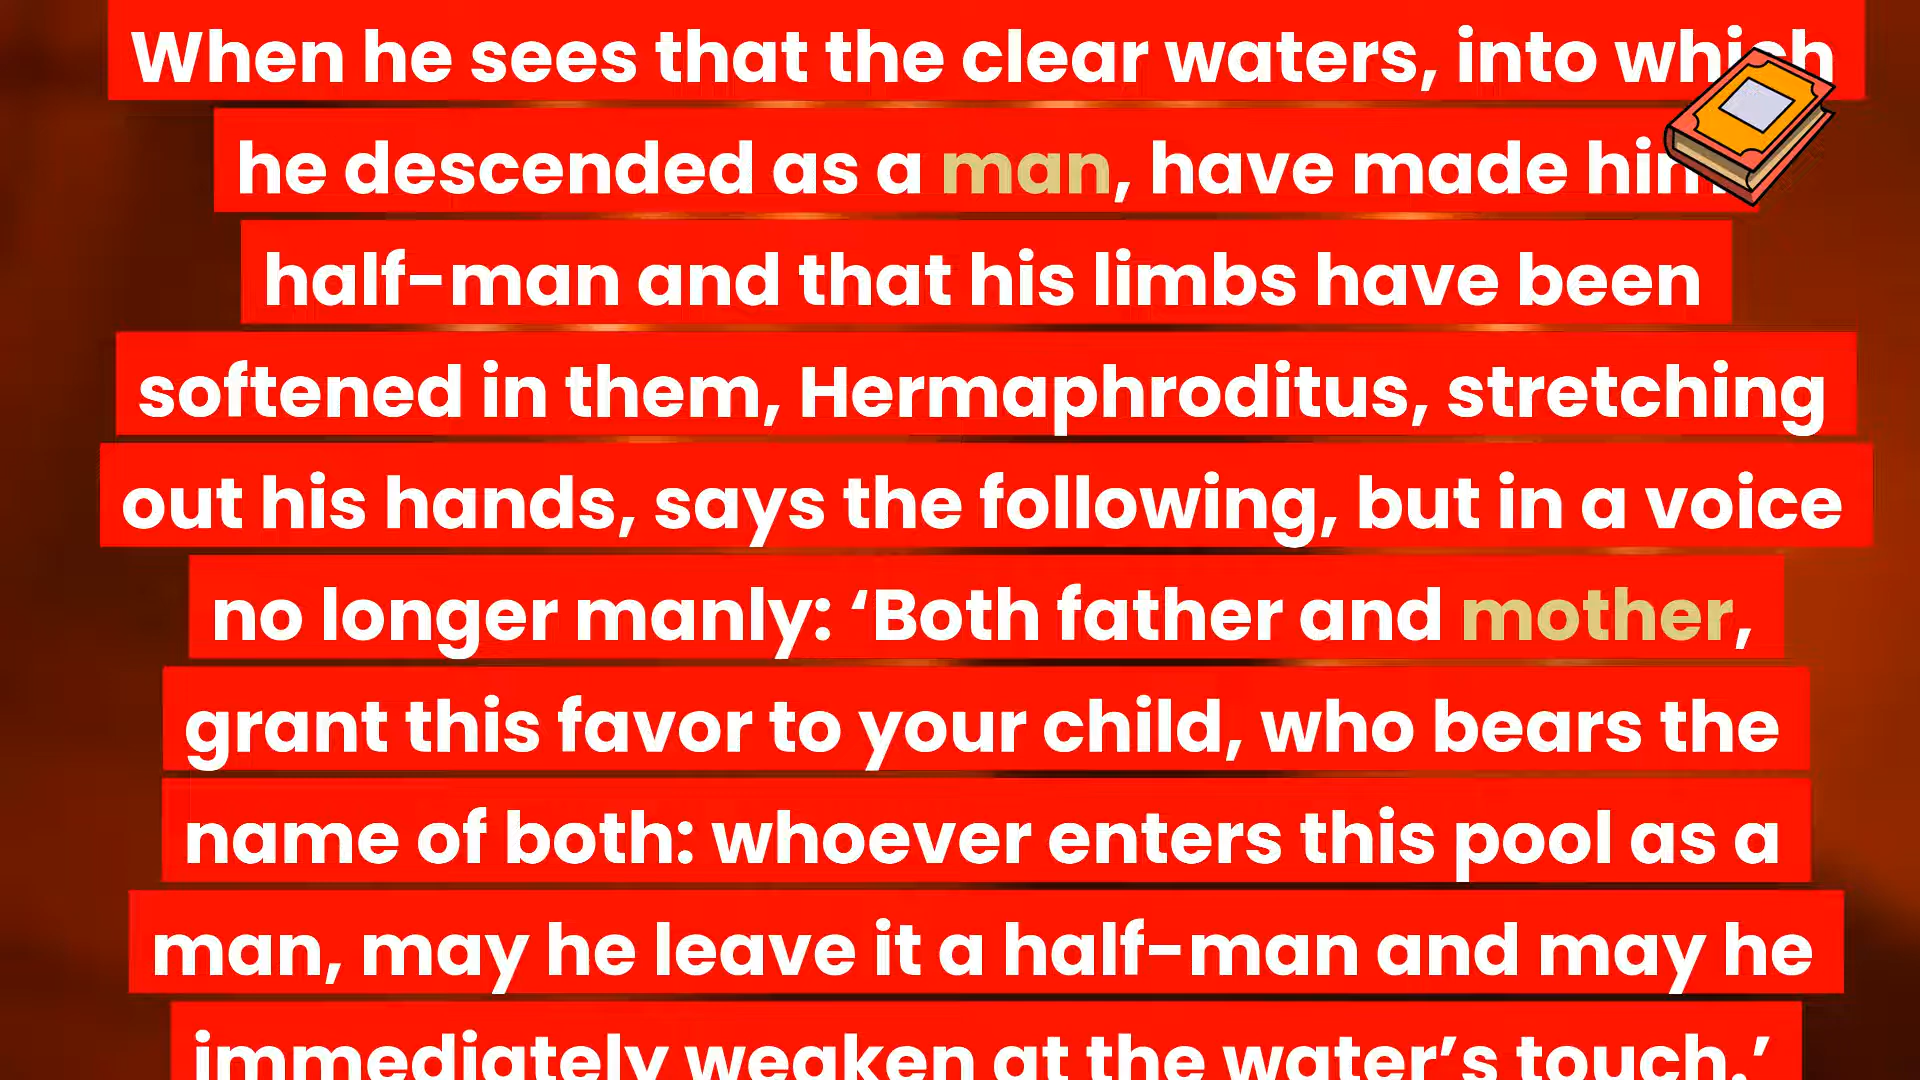 When he sees that the clear waters, into which
he descended as a man, have made him
half-man and that his limbs have been
softened in them, Hermaphroditus, stretching
out his hands, says the following, but in a voice
no longer manly: ‘Both father and mother,
grant this favor to your child, who bears the
name of both: whoever enters this pool as a
man, may he leave it a half-man and may he
immediately weaken at the water’s touch.’